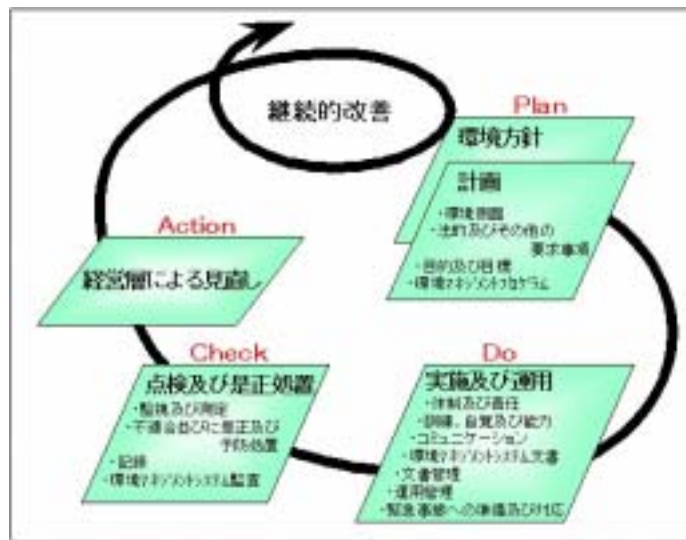 継続的改善
Plan
環境方針
計画
・環境側面
・法的及びその他の
要求事項
・目的及び目標
・環境マネジメントプログラム
Do
実施及び運用
・体制及び責任
・訓練、自覚及び能力
・コミュニケーション
・環境マネジメントシステム文書
・文書管理
・運用管理
・緊急事態への準備及び対応
Check
点検及び是正処置
・監視及び測定
・不適合並びに是正及び
予防処置
・記録
・環境マネジメントシステム監査
Action
経営層による見直し